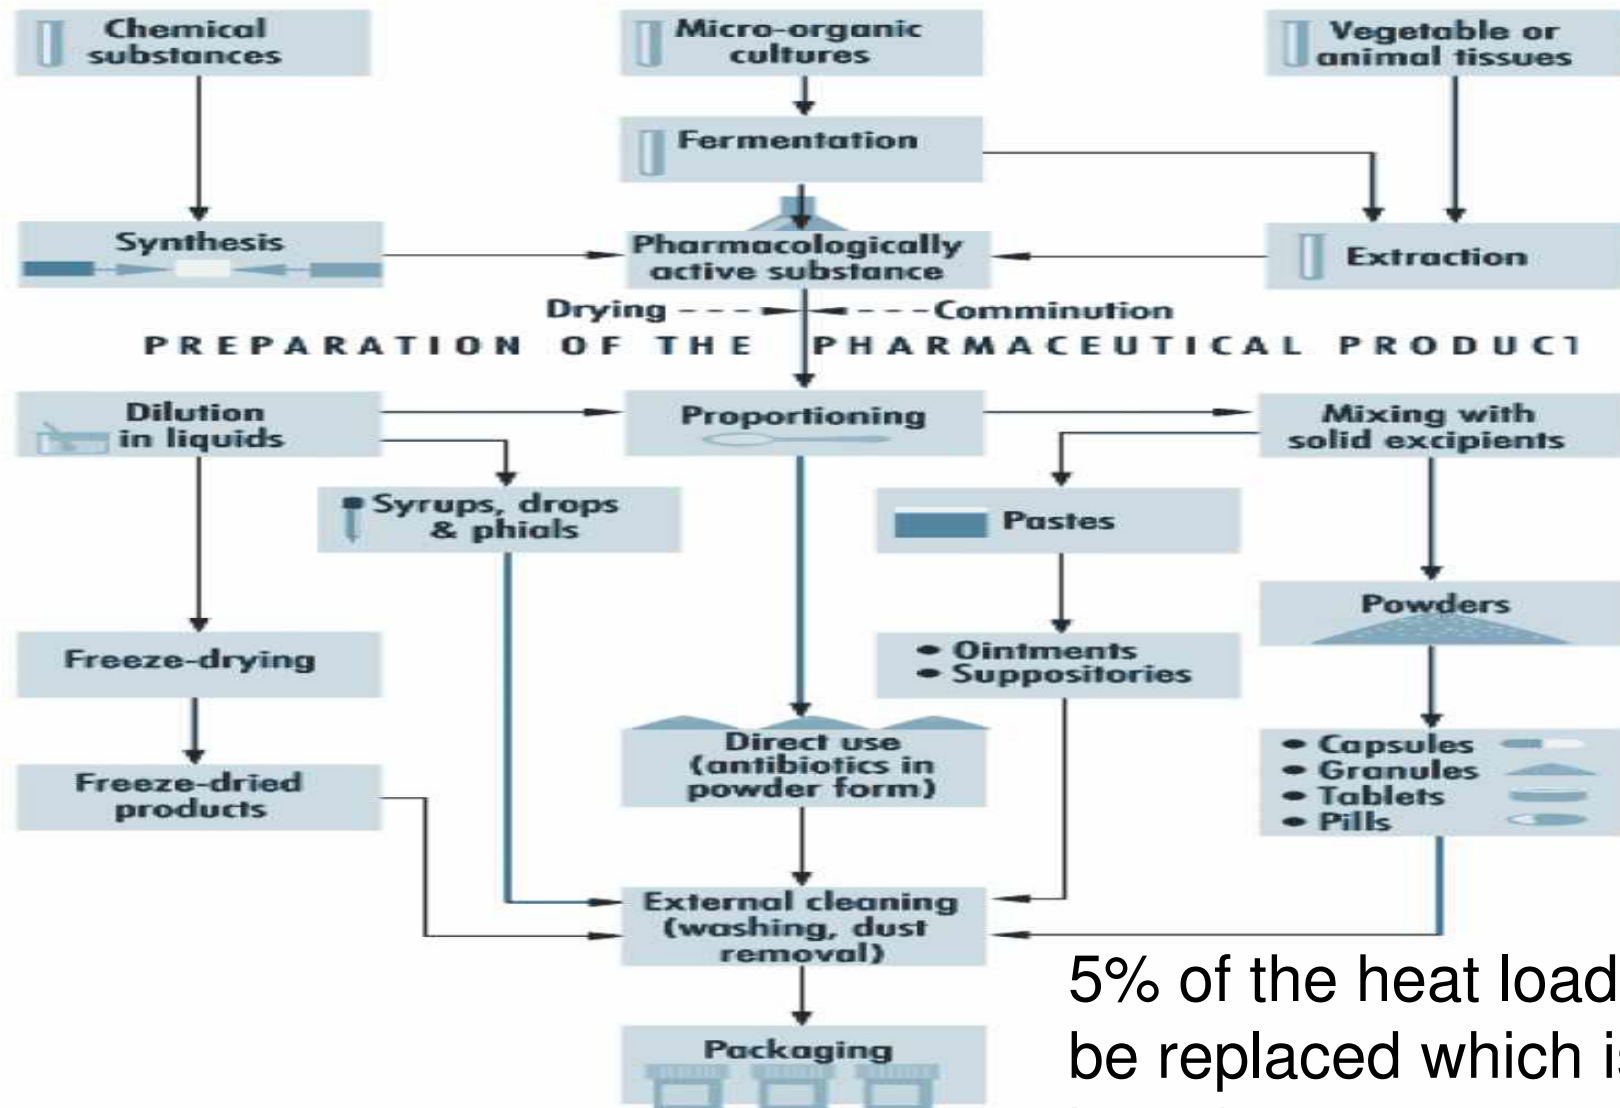 Chemical
substances
Micro-organic
cultures
Vegetable or
animal tissues
Fermentation
Synthesis
Pharmacologically
active substance
Extraction
Drying
Comminution
PREPARATION OF THE PHARMACEUTICAL PRODUCT
Dilution
in liquids
Proportioning
Mixing with
solid excipients
Syrups, drops
& phials
Pastes
Powders
Freeze-drying
• Ointments
• Suppositories
Direct use
(antibiotics in
powder form)
• Capsules
• Granules
• Tablets
• Pills
Freeze-dried
products
External cleaning
(washing, dust
removal)
5% of the heat load
be replaced which is
Packaging